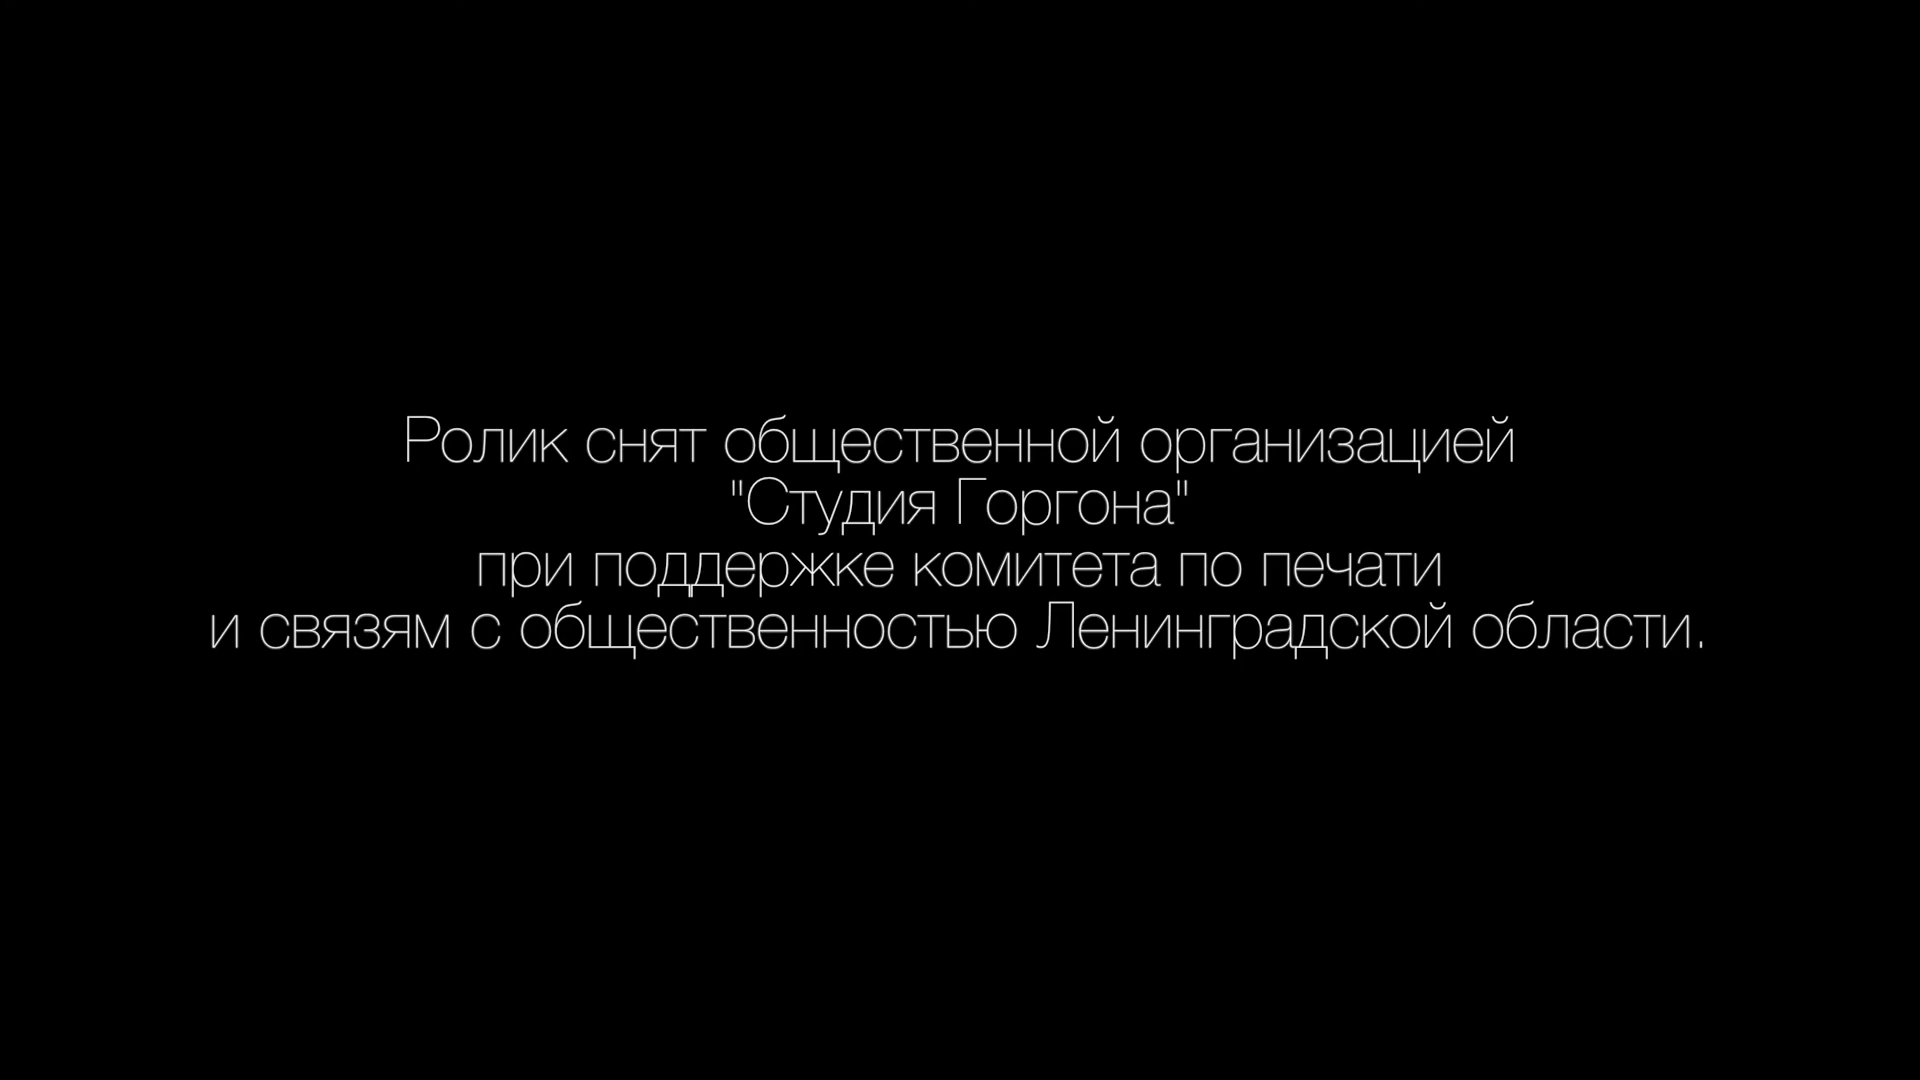 Ролик снят общественной организацией
"Студия Горгона"
при поддержке комитета по печати
и связям с общественностью Ленинградской области.